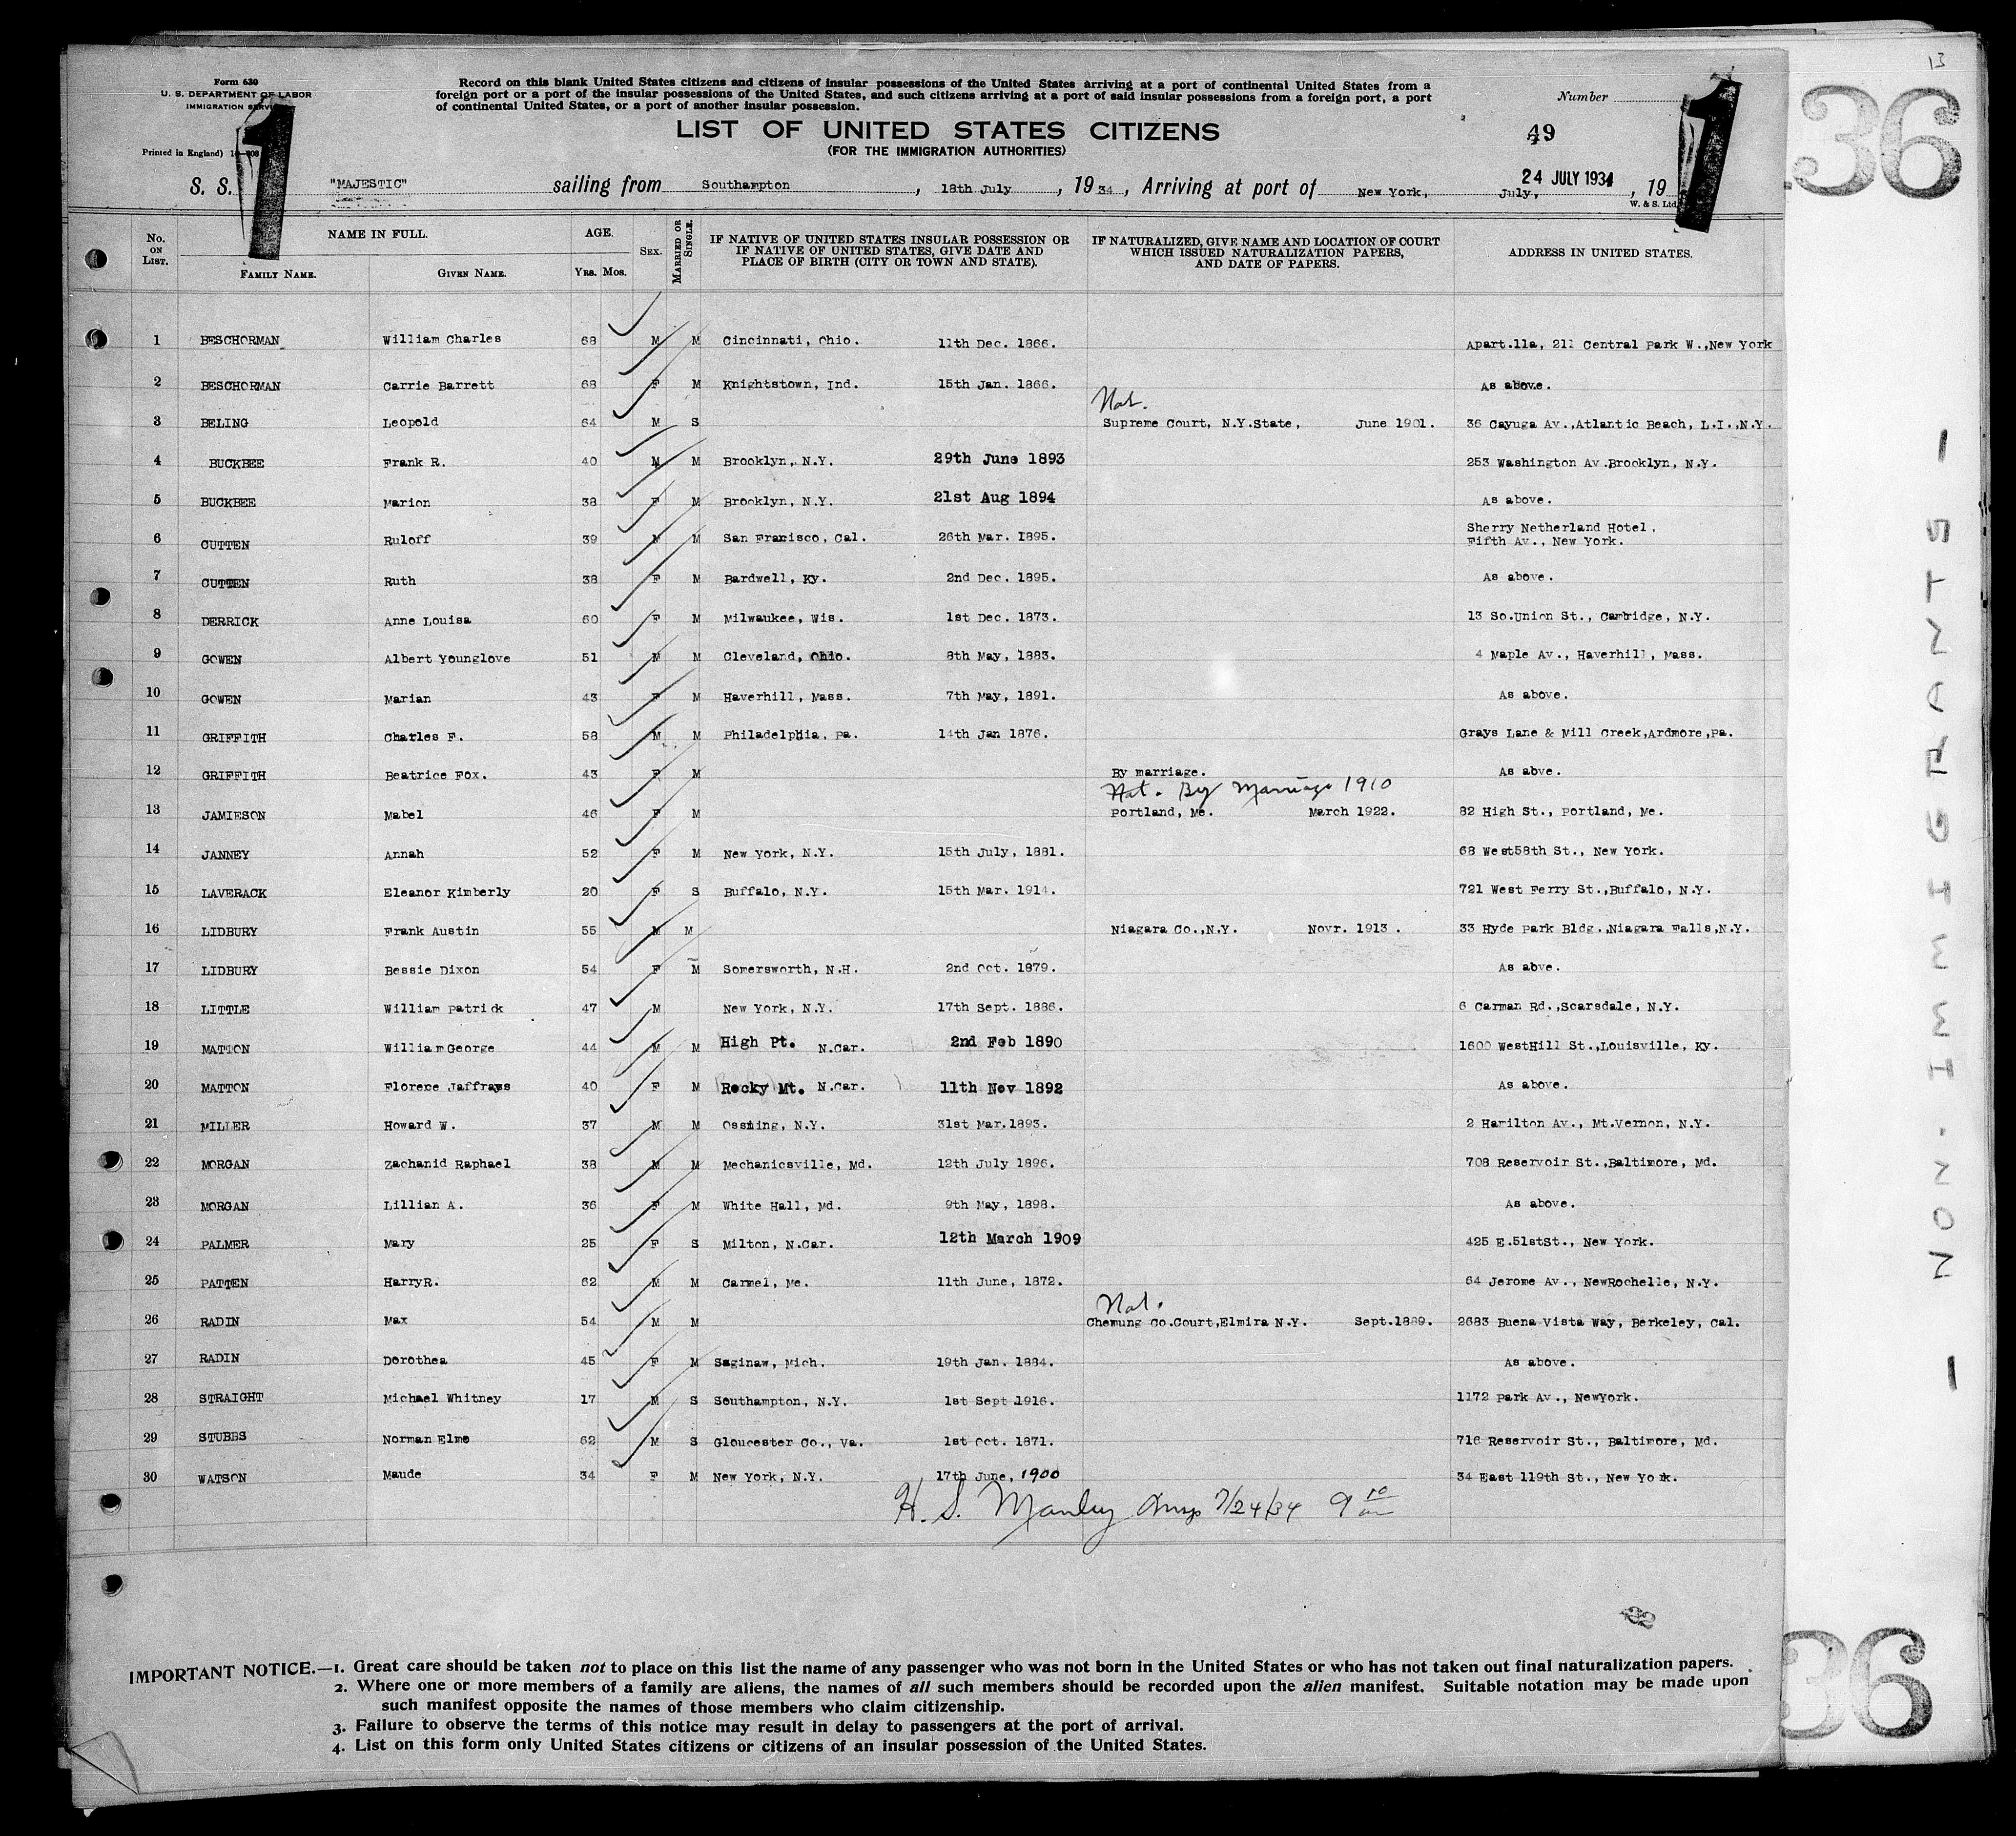 13
Form 630
U. S. DEPARTMENT OF LABOR
IMMIGRATION SERVICE
Printed in England)
Record on this blank United States citizens and citizens of insular possessions of the United States arriving at a port of continental United States from a
foreign port or a port of the insular possessions of the United States, and such citizens arriving at a port of said insular possessions from a foreign port, a port
of continental United States, or a port of another insular possession.
Number
1 1
36
LIST OF UNITED STATES CITIZENS
(FOR THE IMMIGRATION AUTHORITIES)
49
S. S. "MAJESTIC" sailing from Southampton, 18th July, 1934, Arriving at port of New York, July, 24 JULY 1934, 19
W. & S. Ltd.
No. ON LIST. NAME IN FULL. AGE. SEX. MARRIED OR SINGLE. IF NATIVE OF UNITED STATES INSULAR POSSESSION OR IF NATIVE OF UNITED STATES, GIVE DATE AND PLACE OF BIRTH (CITY OR TOWN AND STATE). IF NATURALIZED, GIVE NAME AND LOCATION OF COURT WHICH ISSUED NATURALIZATION PAPERS, AND DATE OF PAPERS. ADDRESS IN UNITED STATES.
FAMILY NAME. GIVEN NAME. YRS. MOS.
1 BESCHORMAN William Charles 68 M M Cincinnati, Ohio. 11th Dec. 1866. Apart.11a, 211 Central Park W.,New York
2 BESCHORMAN Carrie Barrett 68 F M Knightstown, Ind. 15th Jan. 1866. As above.
Nat.
3 BELING Leopold 64 M S Supreme Court, N.Y.State, June 1901. 36 Cayuga Av.,Atlantic Beach, L.I.,N.Y.
4 BUCKBEE Frank R. 40 M M Brooklyn, N.Y. 29th June 1893 253 Washington Av.Brooklyn, N.Y.
5 BUCKBEE Marion 38 F M Brooklyn, N.Y. 21st Aug 1894 As above.
6 CUTTEN Ruloff 39 M M San Francisco, Cal. 26th Mar. 1895. Sherry Netherland Hotel, Fifth Av., New York.
7 CUTTEN Ruth 38 F M Bardwell, Ky. 2nd Dec. 1895. As above.
8 DERRICK Anne Louisa 60 F M Milwaukee, Wis. 1st Dec. 1873. 13 So.Union St., Cambridge, N.Y.
9 GOWEN Albert Younglove 51 M M Cleveland, Ohio. 8th May, 1883. 4 Maple Av., Haverhill, Mass.
10 GOWEN Marian 43 F M Haverhill, Mass. 7th May, 1891. As above.
11 GRIFFITH Charles F. 58 M M Philadelphia, Pa. 14th Jan 1876. Grays Lane & Mill Creek,Ardmore,Pa.
12 GRIFFITH Beatrice Fox. 43 F M By marriage. As abve.
Nat. By Marriage 1910
13 JAMIESON Mabel 46 F M Portland, Me. March 1922. 82 High St., Portland, Me.
14 JANNEY Annah 52 F M New York, N.Y. 15th July, 1881. 68 West58th St., New York.
15 LAVERACK Eleanor Kimberly 20 F S Buffalo, N.Y. 15th Mar. 1914. 721 West Ferry St.,Buffalo, N.Y.
16 LIDBURY Frank Austin 55 M M Niagara Co.,N.Y. Novr. 1913. 33 Hyde Park Bldg.,Niagara Falls,N.Y.
17 LIDBURY Bessie Dixon 54 F M Somersworth, N.H. 2nd Oct. 1879. As abve.
18 LITTLE William Patrick 47 M New York, N.Y. 17th Sept. 1886. 6 Carman Rd.,Scarsdale, N.Y.
19 MATTON William George 44 M M High Pt. N.Car. 2nd Feb 1890 1600 WestHill St.,Louisville, Ky.
20 MATTON Florene Jaffrays 40 F M Rocky Mt. N.Car. 11th Nov 1892 As above.
21 MILLER Howard W. 37 M M Ossining, N.Y. 31st Mar.1893. 2 Hamilton Av., Mt.Vernon, N.Y.
22 MORGAN Zachanid Raphael 38 M M Mechanicsville, Md. 12th July 1896. 708 Reservoir St.,Baltimore, Md.
23 MORGAN Lillian A. 36 F M White Hall, Md. 9th May, 1898. As above.
24 PALMER Mary 25 F S Milton, N.Car. 12th March 1909 425 E.51stSt., New York.
25 PATTEN HarryR. 62 M M Carmel, Me. 11th June, 1872. 64 Jerome Av., NewRochelle, N.Y.
Nat.
26 RADIN Max 54 M M Chemung Co.Court,Elmira N.Y. Sept.1889. 2683 Buena Vista Way, Berkeley, Cal.
27 RADIN Dorothea 45 F M Saginaw, Mich. 19th Jan. 1884. As above.
28 STRAIGHT Michael Whitney 17 M S Southampton, N.Y. 1st Sept 1916. 1172 Park Av., NewYork.
29 STUBBS Norman Elme 62 M S Gloucester Co., Va. 1st Oct. 1871. 716 Reservoir St., Baltimore, Md.
30 WATSON Maude 34 F M New York, N.Y. 17th June, 1900 34 East 119th St., New York.
H. S. Manley Insp 7/24/34 9 10 am
IMPORTANT NOTICE.—1. Great care should be taken not to place on this list the name of any passenger who was not born in the United States or who has not taken out final naturalization papers.
2. Where one or more members of a family are aliens, the names of all such members should be recorded upon the alien manifest. Suitable notation may be made upon
such manifest opposite the names of those members who claim citizenship.
3. Failure to observe the terms of this notice may result in delay to passengers at the port of arrival.
4. List on this form only United States citizens or citizens of an insular possession of the United States.
- NON-IMMIGRANTS -
36